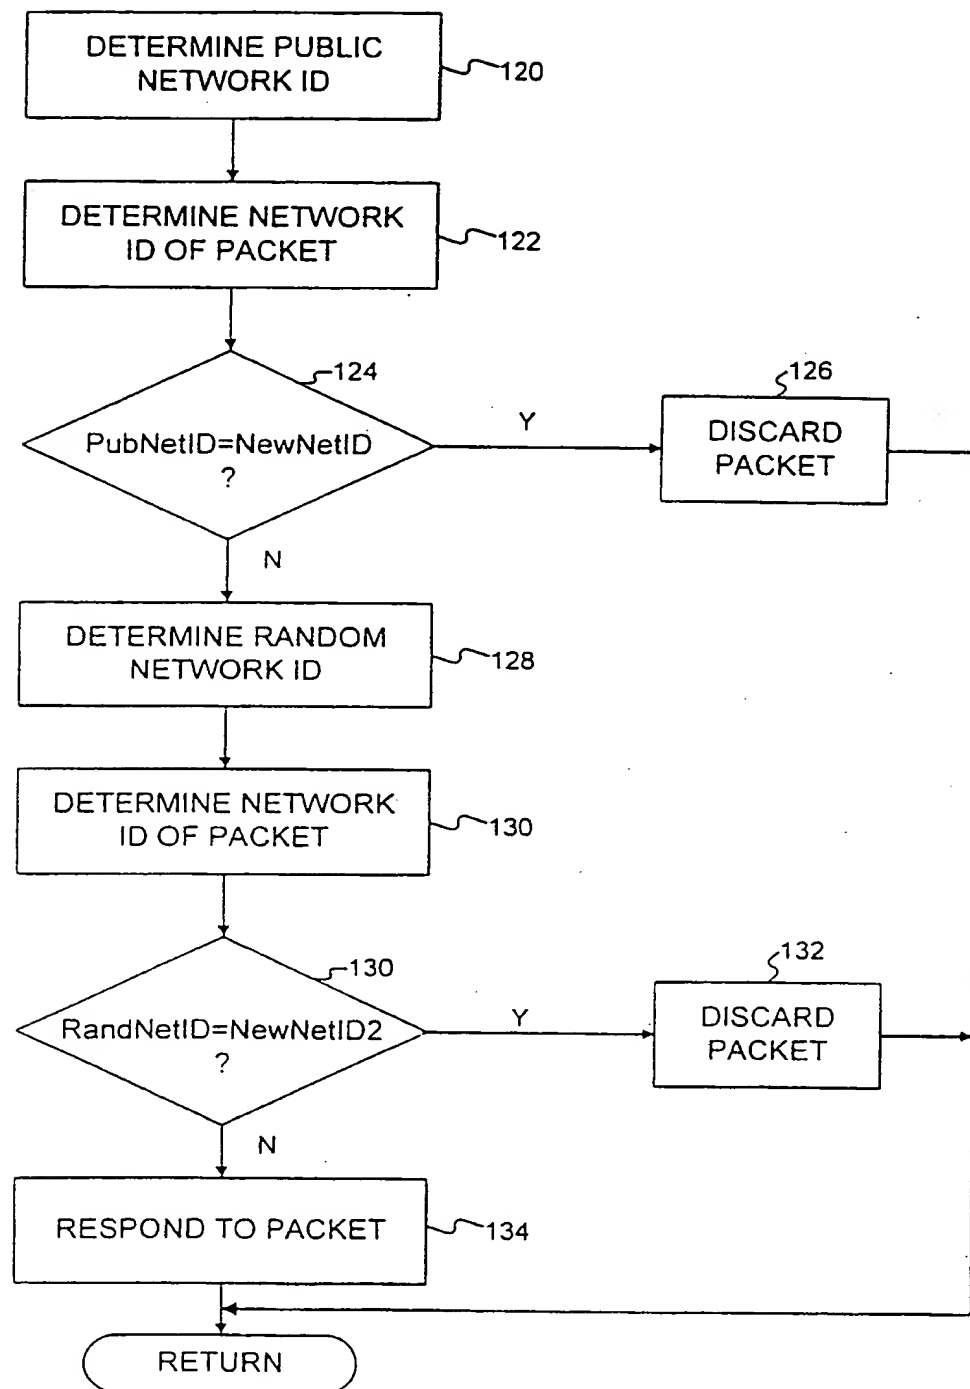 DETERMINE PUBLIC
NETWORK ID
120
DETERMINE NETWORK
ID OF PACKET
122
124
PubNetID=NewNetID
?
Y
126
DISCARD
PACKET
N
DETERMINE RANDOM
NETWORK ID
128
DETERMINE NETWORK
ID OF PACKET
130
130
RandNetID=NewNetID2
?
Y
132
DISCARD
PACKET
N
RESPOND TO PACKET
134
RETURN